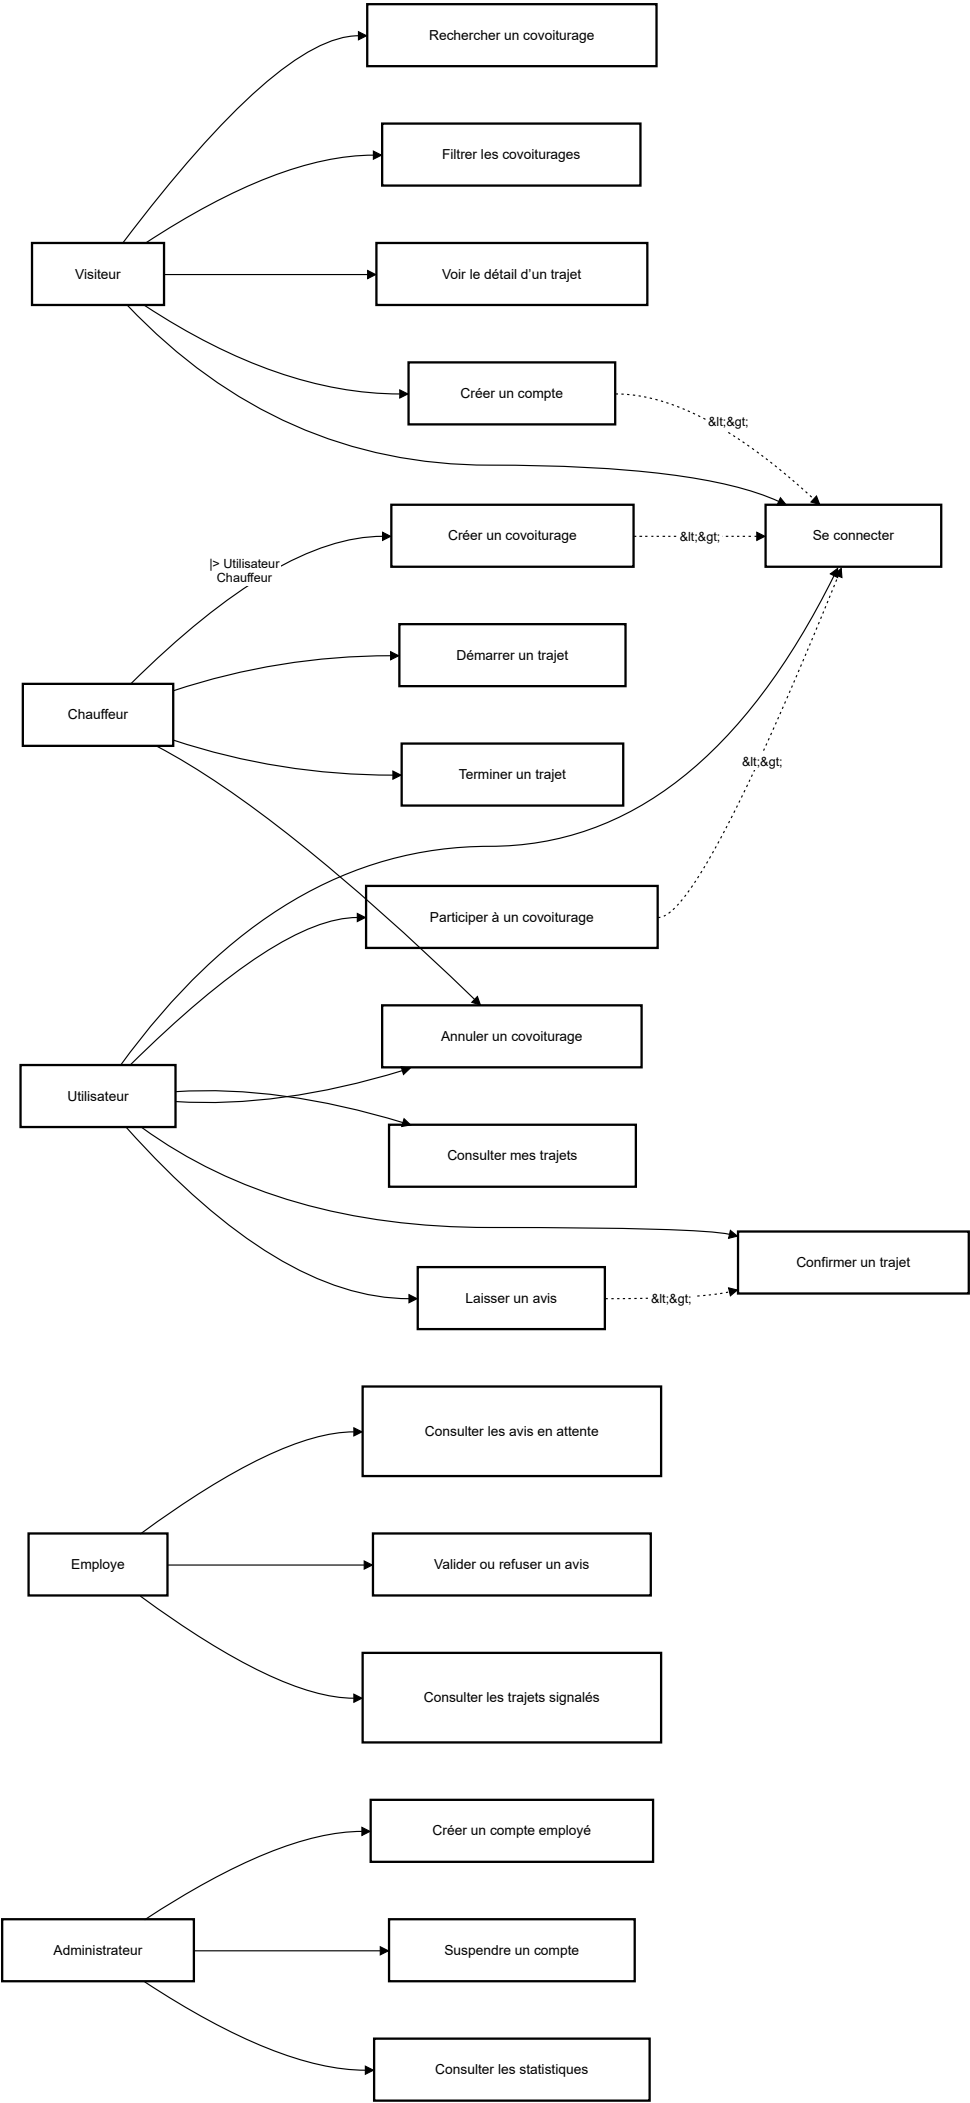 Rechercher un covoiturage
Filtrer les covoiturages
Visiteur
Voir le détail d’un trajet
Créer un compte
&lt;&gt;
Créer un covoiturage
&lt;&gt;
Se connecter
|> Utilisateur
Chauffeur
Démarrer un trajet
Chauffeur
Terminer un trajet
&lt;&gt;
Participer à un covoiturage
Annuler un covoiturage
Utilisateur
Consulter mes trajets
Confirmer un trajet
Laisser un avis
&lt;&gt;
Consulter les avis en attente
Employe
Valider ou refuser un avis
Consulter les trajets signalés
Créer un compte employé
Administrateur
Suspendre un compte
Consulter les statistiques